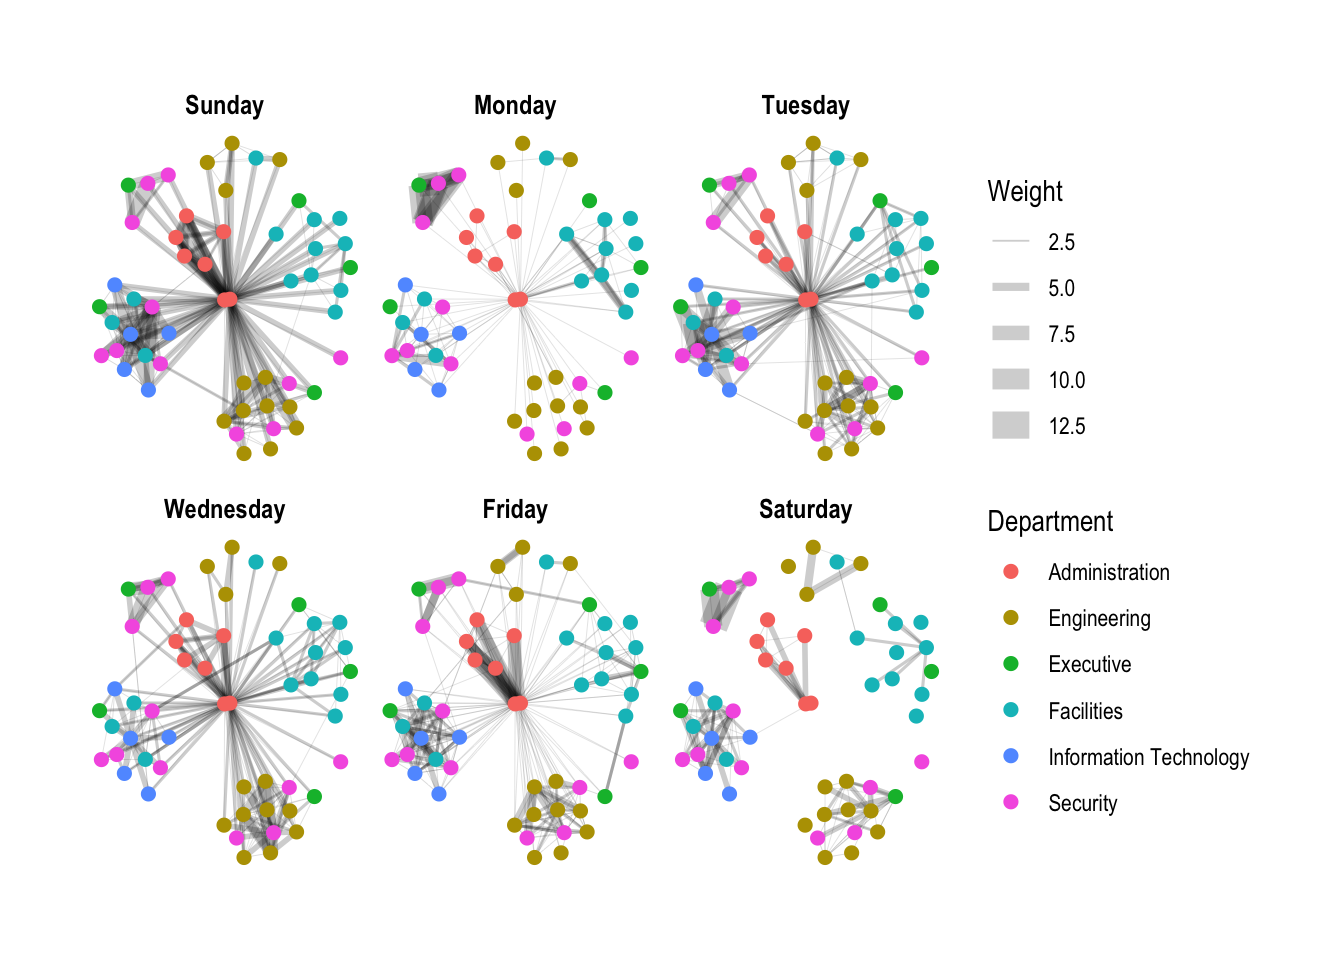 Sunday
Monday
Tuesday
Wednesday
Friday
Saturday
Weight
2.5
5.0
7.5
10.0
12.5
Department
Administration
Engineering
Executive
Facilities
Information Technology
Security